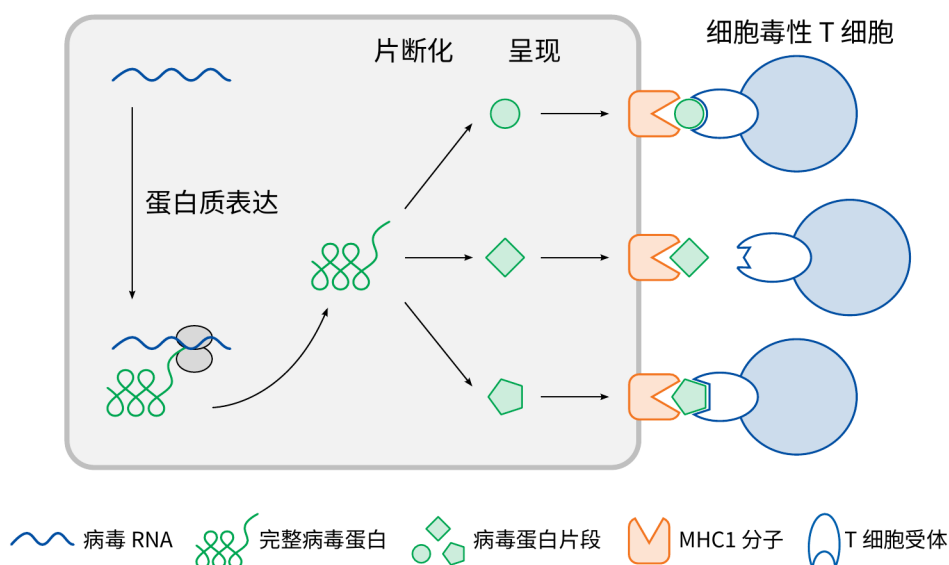 细胞毒性 T 细胞
片断化
呈现
蛋白质表达
病毒 RNA
完整病毒蛋白
病毒蛋白片段
MHC1 分子
T 细胞受体